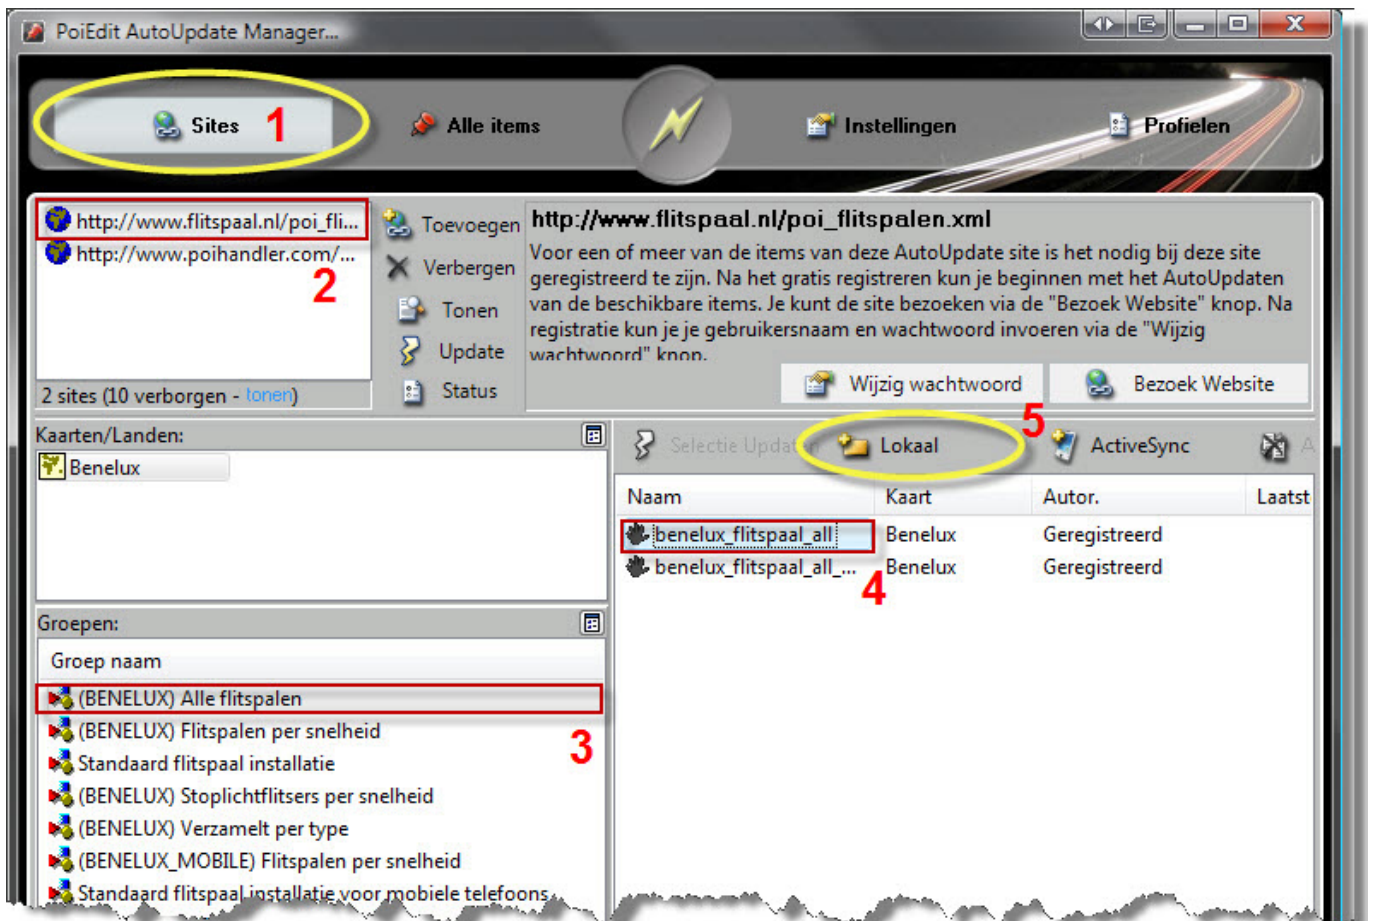 PoiEdit AutoUpdate Manager...
Sites 1
Alle items
Instellingen
Profielen
http://www.flitspaal.nl/poi_fli...
http://www.poihandler.com/...
2
2 sites (10 verborgen - tonen)
Toevoegen
Verbergen
Tonen
Update
Status
http://www.flitspaal.nl/poi_flitspalen.xml
Voor een of meer van de items van deze AutoUpdate site is het nodig bij deze site
geregistreerd te zijn. Na het gratis registreren kun je beginnen met het AutoUpdaten
van de beschikbare items. Je kunt de site bezoeken via de "Bezoek Website" knop. Na
registratie kun je je gebruikersnaam en wachtwoord invoeren via de "Wijzig
wachtwoord" knop.
Wijzig wachtwoord
Bezoek Website
Kaarten/Landen:
Benelux
Groepen:
Groep naam
(BENELUX) Alle flitspalen
(BENELUX) Flitspalen per snelheid
3
Standaard flitspaal installatie
(BENELUX) Stoplichtflitsers per snelheid
(BENELUX) Verzamelt per type
(BENELUX_MOBILE) Flitspalen per snelheid
Standaard flitspaal installatie voor mobiele telefoons
Selectie Updaten
Lokaal
5
ActiveSync
A
Naam Kaart Autor. Laatst
benelux_flitspaal_all Benelux Geregistreerd
benelux_flitspaal_all_... Benelux Geregistreerd
4